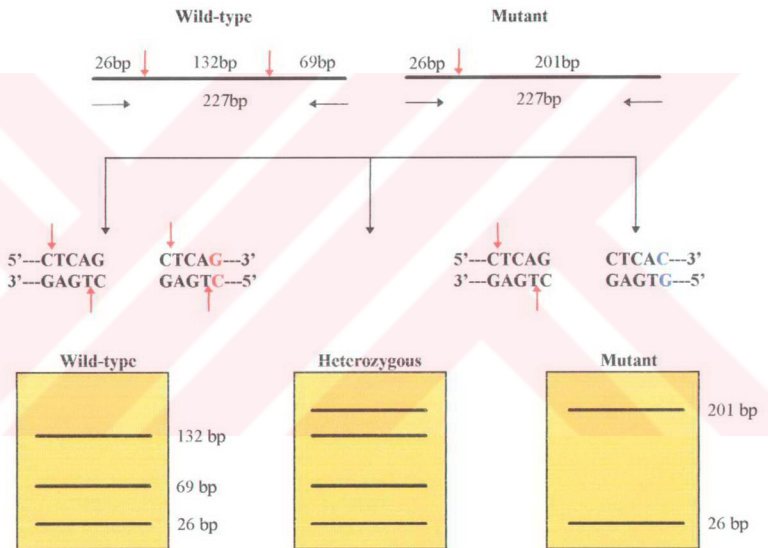 Wild-type Mutant
26bp 132bp 69bp 26bp 201bp
227bp 227bp
5'---CTCAG CTCAG---3' 5'---CTCAG CTCAC---3'
3'---GAGTC GAGTC---5' 3'---GAGTC GAGTG---5'
Wild-type Heterozygous Mutant
201 bp
132 bp
69 bp
26 bp 26 bp